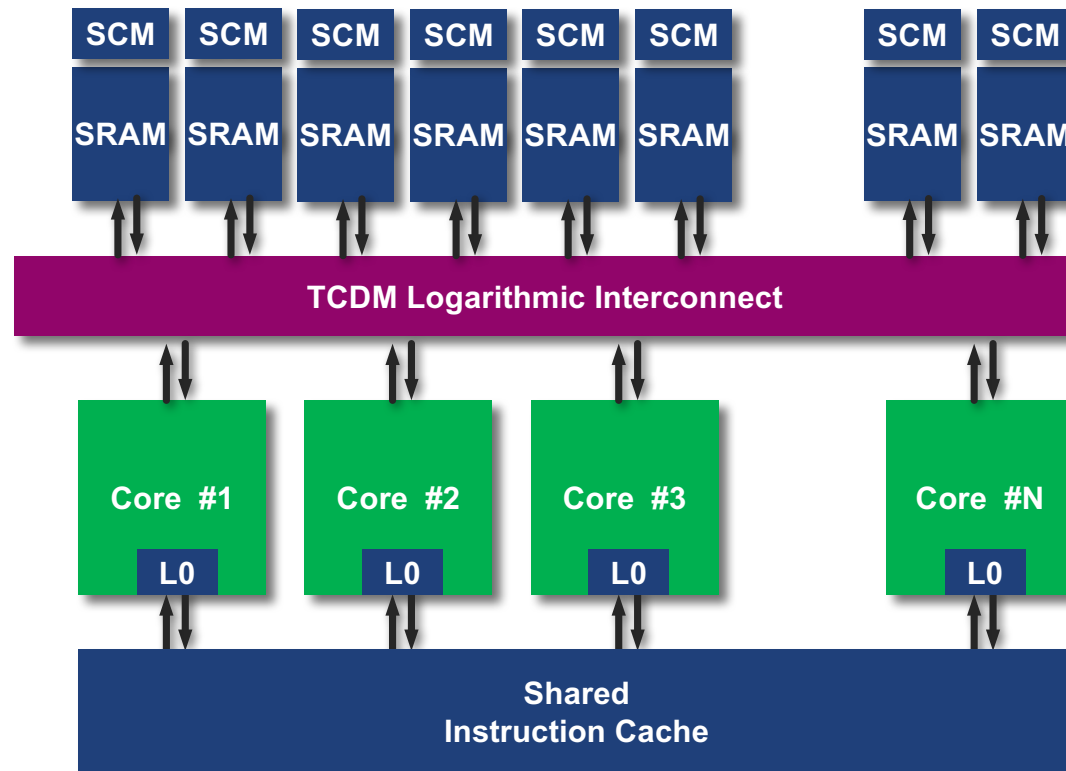 SCM SCM SCM SCM SCM SCM SCM SCM
SRAM SRAM SRAM SRAM SRAM SRAM SRAM SRAM
TCDM Logarithmic Interconnect
Core #1 Core #2 Core #3 Core #N
L0 L0 L0 L0
Shared
Instruction Cache